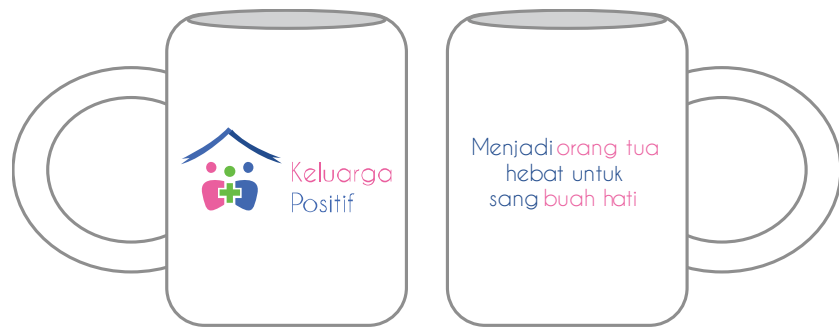 Keluarga
Positif
Menjadi orang tua
hebat untuk
sang buah hati